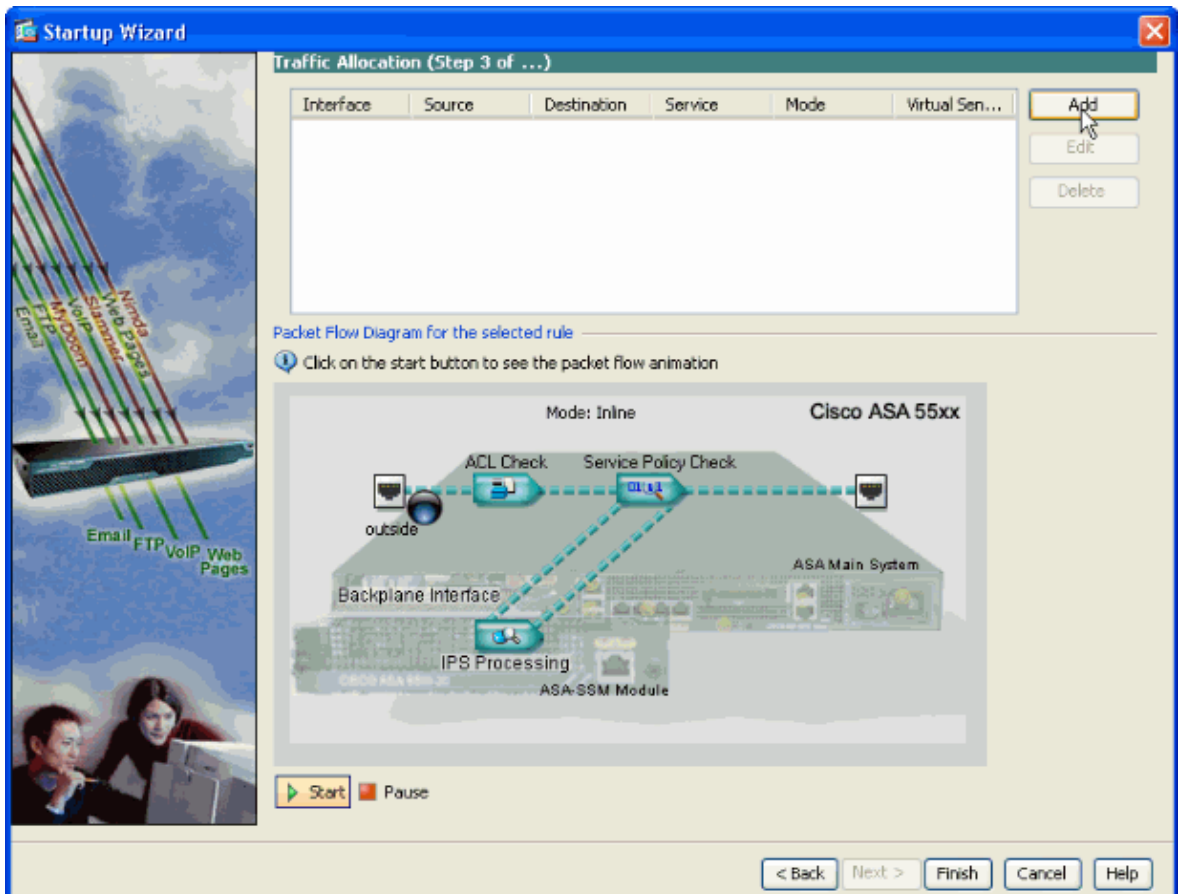 Startup Wizard
Traffic Allocation (Step 3 of ...)
Interface Source Destination Service Mode Virtual Sen...
Add
Edit
Delete
Nimda
Web Pages
Slammer
VoIP
MyDoom
FTP
Email
Packet Flow Diagram for the selected rule
Click on the start button to see the packet flow animation
Mode: Inline
Cisco ASA 55xx
ACL Check
Service Policy Check
outside
Email
FTP
VoIP
Web Pages
ASA Main System
Backplane Interface
IPS Processing
ASA-SSM Module
Start
Pause
< Back
Next >
Finish
Cancel
Help